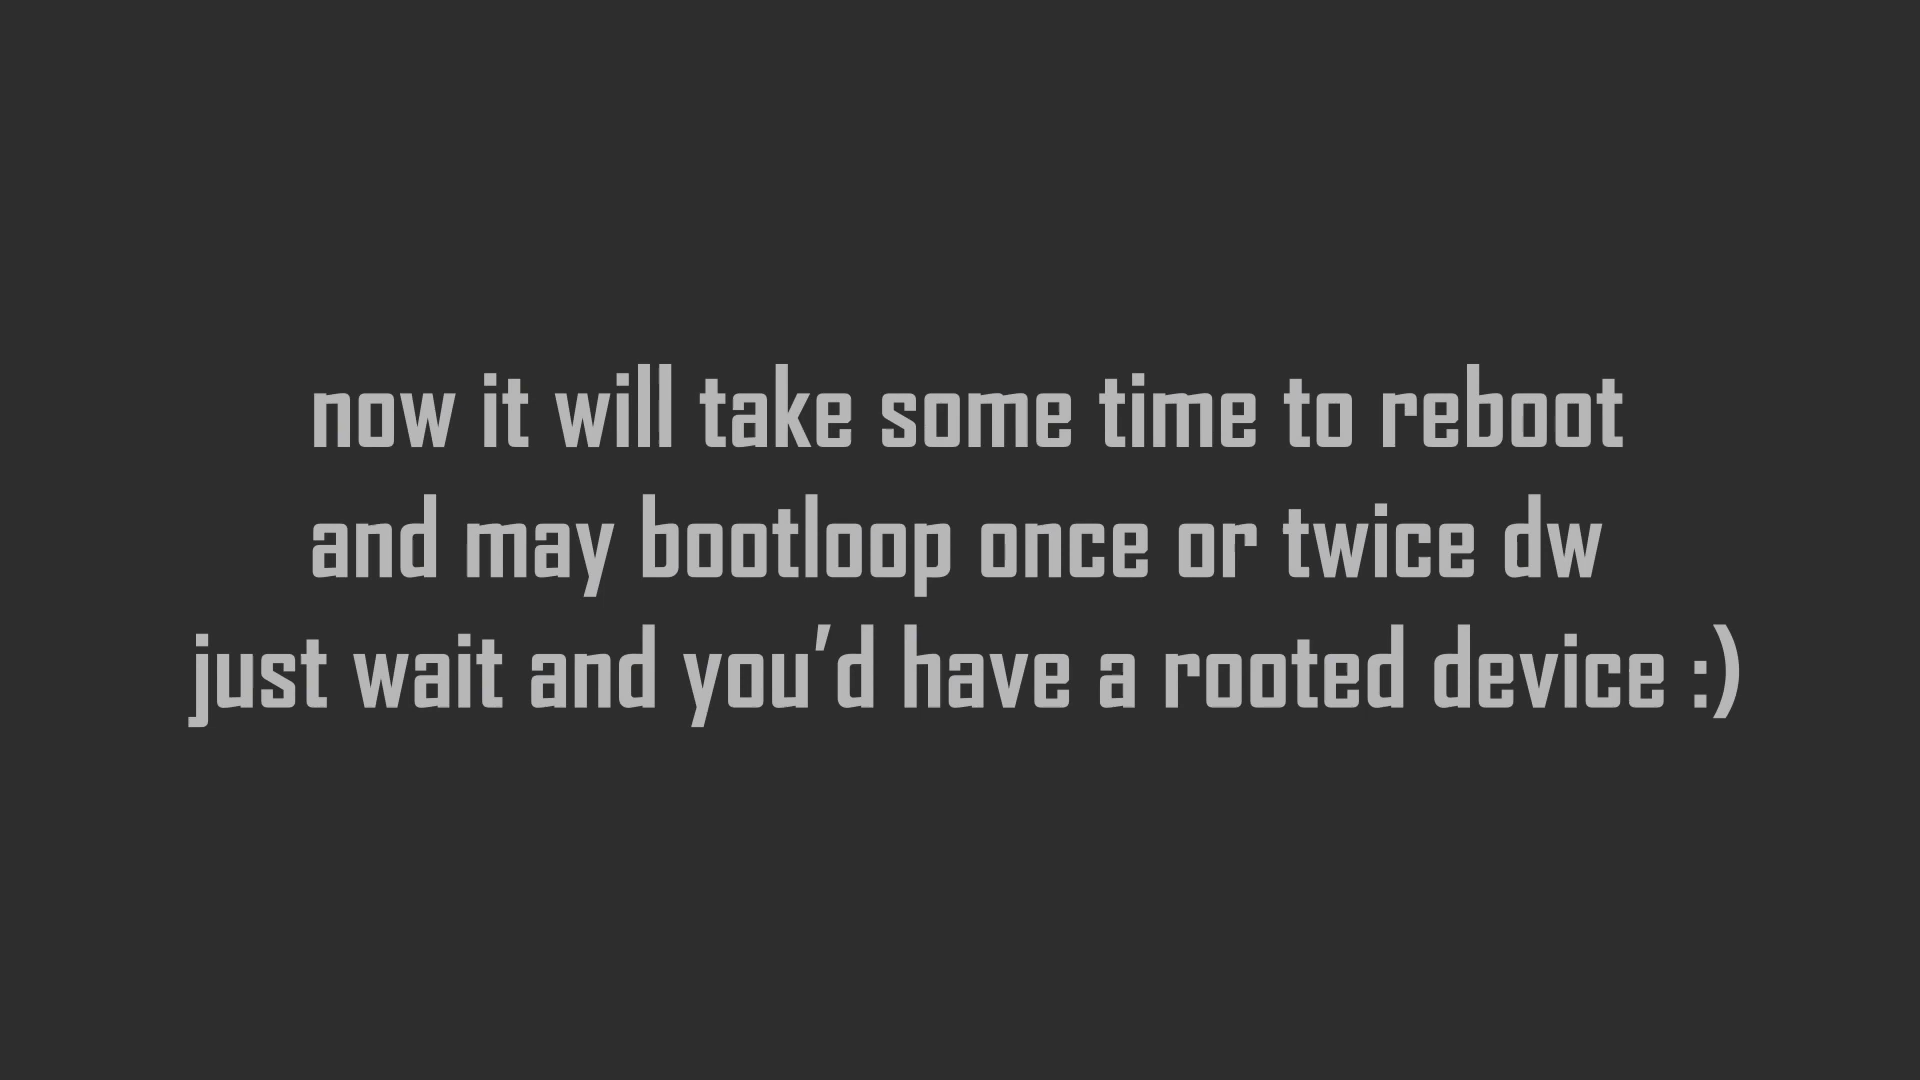 now it will take some time to reboot
and may bootloop once or twice dw
just wait and you'd have a rooted device :)